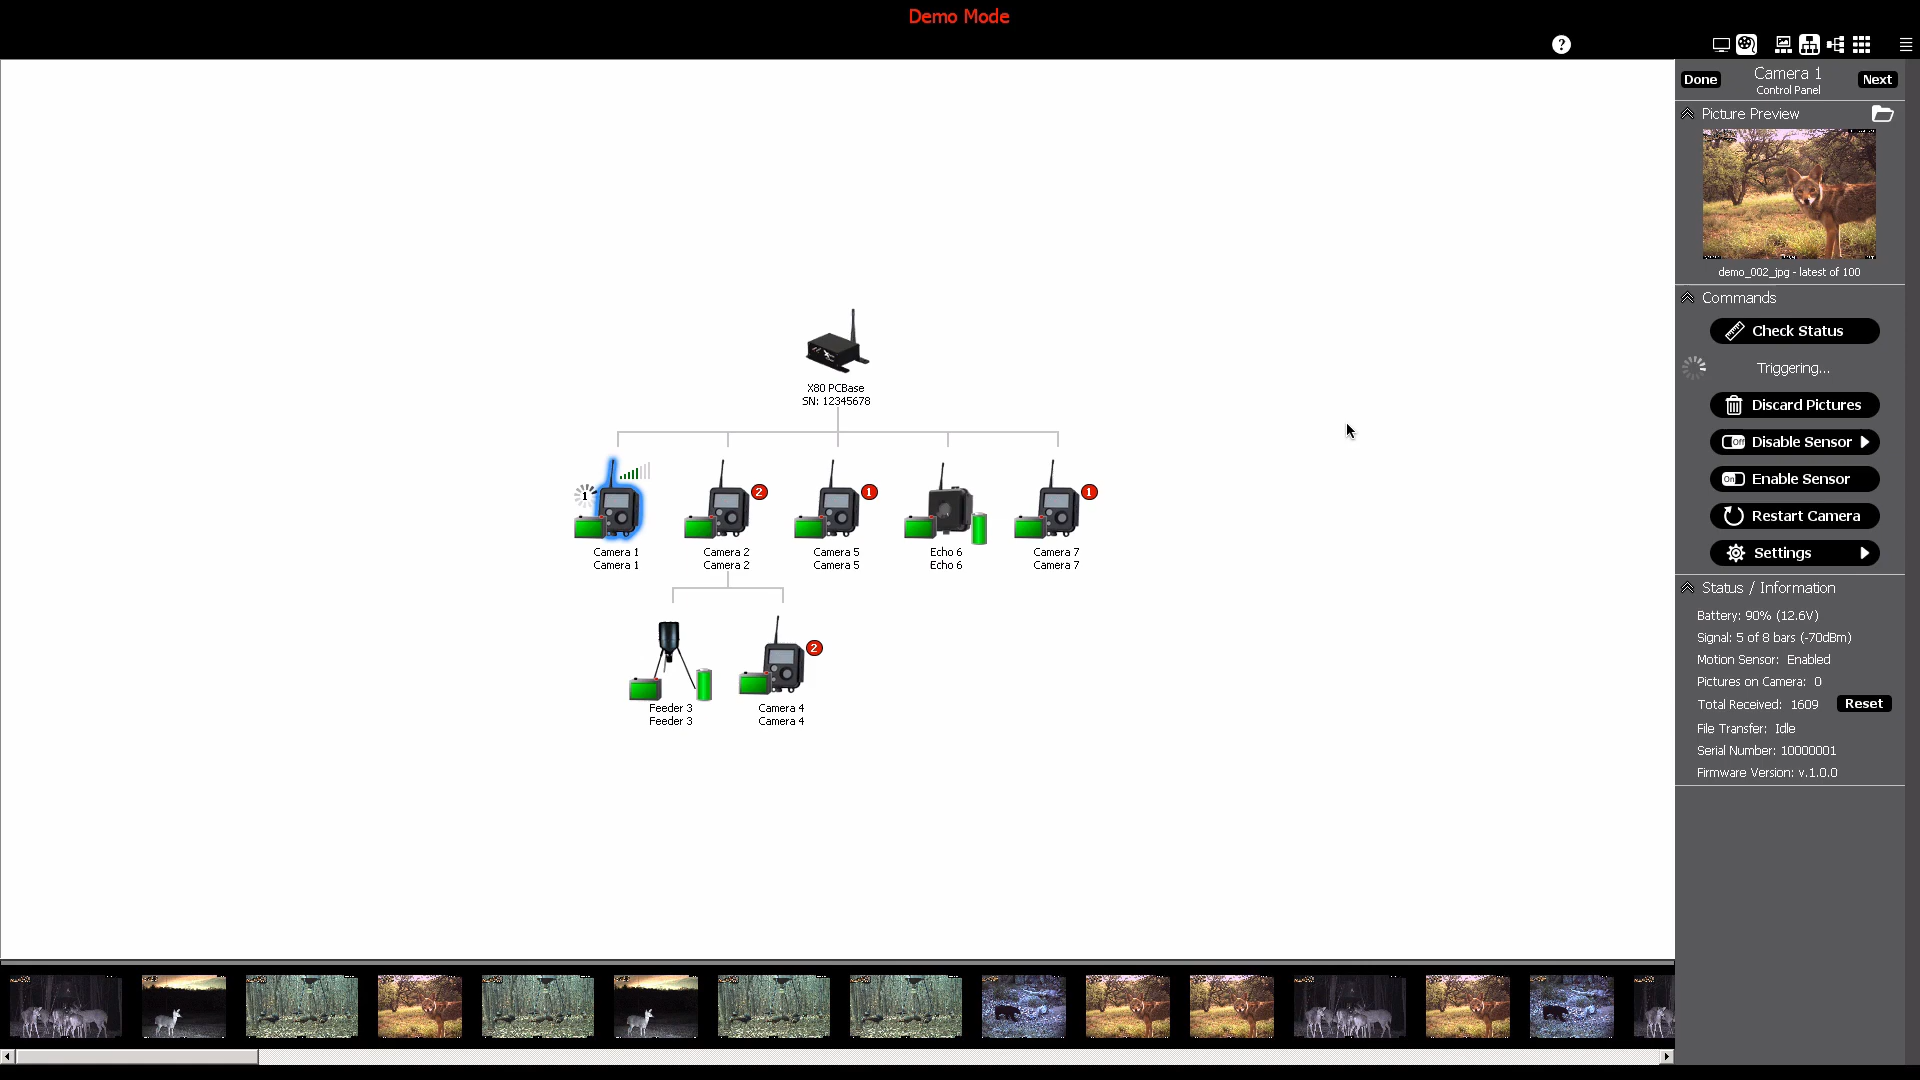 Demo Mode
?
Done
Camera 1
Control Panel
Next
Picture Preview
demo_002_jpg - latest of 100
Commands
Check Status
Triggering...
Discard Pictures
Off
Disable Sensor
On
Enable Sensor
Restart Camera
Settings
Status / Information
Battery: 90% (12.6V)
Signal: 5 of 8 bars (-70dBm)
Motion Sensor: Enabled
Pictures on Camera: 0
Total Received: 1609
Reset
File Transfer: Idle
Serial Number: 10000001
Firmware Version: v.1.0.0
X80 PCBase
SN: 12345678
1
2
1
1
Camera 1
Camera 1
Camera 2
Camera 2
Camera 5
Camera 5
Echo 6
Echo 6
Camera 7
Camera 7
2
Feeder 3
Feeder 3
Camera 4
Camera 4